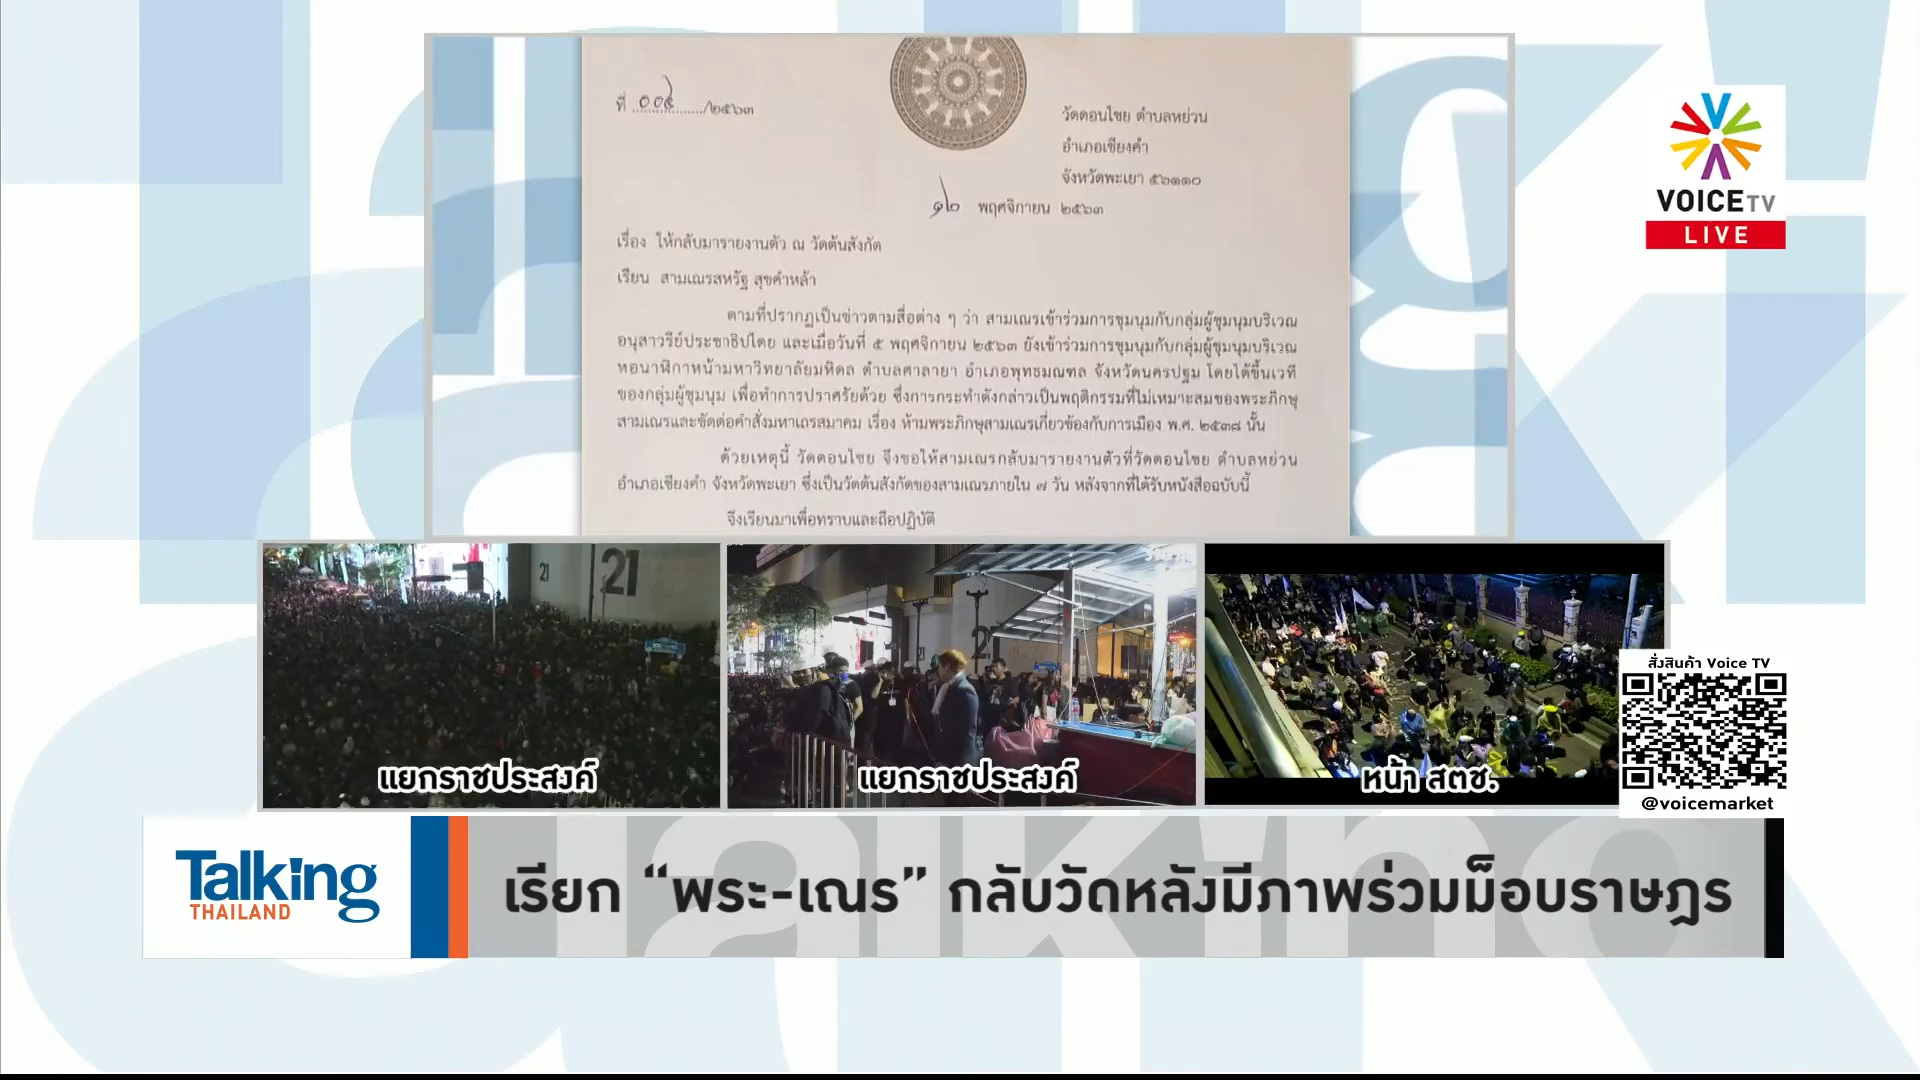 ที่ ๐๐๕ /๒๕๖๓
วัดดอนไชย ตำบลหย่วน
อำเภอเชียงคำ
จังหวัดพะเยา ๕๖๑๑๐
๑๒ พฤศจิกายน ๒๕๖๓
เรื่อง ให้กลับมารายงานตัว ณ วัดต้นสังกัด
เรียน สามเณรสหรัฐ สุขคำหล้า
ตามที่ปรากฏเป็นข่าวตามสื่อต่าง ๆ ว่า สามเณรเข้าร่วมการชุมนุมกับกลุ่มผู้ชุมนุมบริเวณ
อนุสาวรีย์ประชาธิปไตย และเมื่อวันที่ ๕ พฤศจิกายน ๒๕๖๓ ยังเข้าร่วมการชุมนุมกับกลุ่มผู้ชุมนุมบริเวณ
หอนาฬิกาหน้ามหาวิทยาลัยมหิดล ตำบลศาลายา อำเภอพุทธมณฑล จังหวัดนครปฐม โดยได้ขึ้นเวที
ของกลุ่มผู้ชุมนุม เพื่อทำการปราศรัยด้วย ซึ่งการกระทำดังกล่าวเป็นพฤติกรรมที่ไม่เหมาะสมของพระภิกษุ
สามเณรและขัดต่อคำสั่งมหาเถรสมาคม เรื่อง ห้ามพระภิกษุสามเณรเกี่ยวข้องกับการเมือง พ.ศ. ๒๕๓๘ นั้น
ด้วยเหตุนี้ วัดดอนไชย จึงขอให้สามเณรกลับมารายงานตัวที่วัดดอนไชย ตำบลหย่วน
อำเภอเชียงคำ จังหวัดพะเยา ซึ่งเป็นวัดต้นสังกัดของสามเณรภายใน ๗ วัน หลังจากที่ได้รับหนังสือฉบับนี้
จึงเรียนมาเพื่อทราบและถือปฏิบัติ
VOICE TV
LIVE
21
21
แยกราชประสงค์
แยกราชประสงค์
หน้า สตช.
สั่งสินค้า Voice TV
@voicemarket
Talking
THAILAND
เรียก “พระ-เณร” กลับวัดหลังมีภาพร่วมม็อบราษฎร